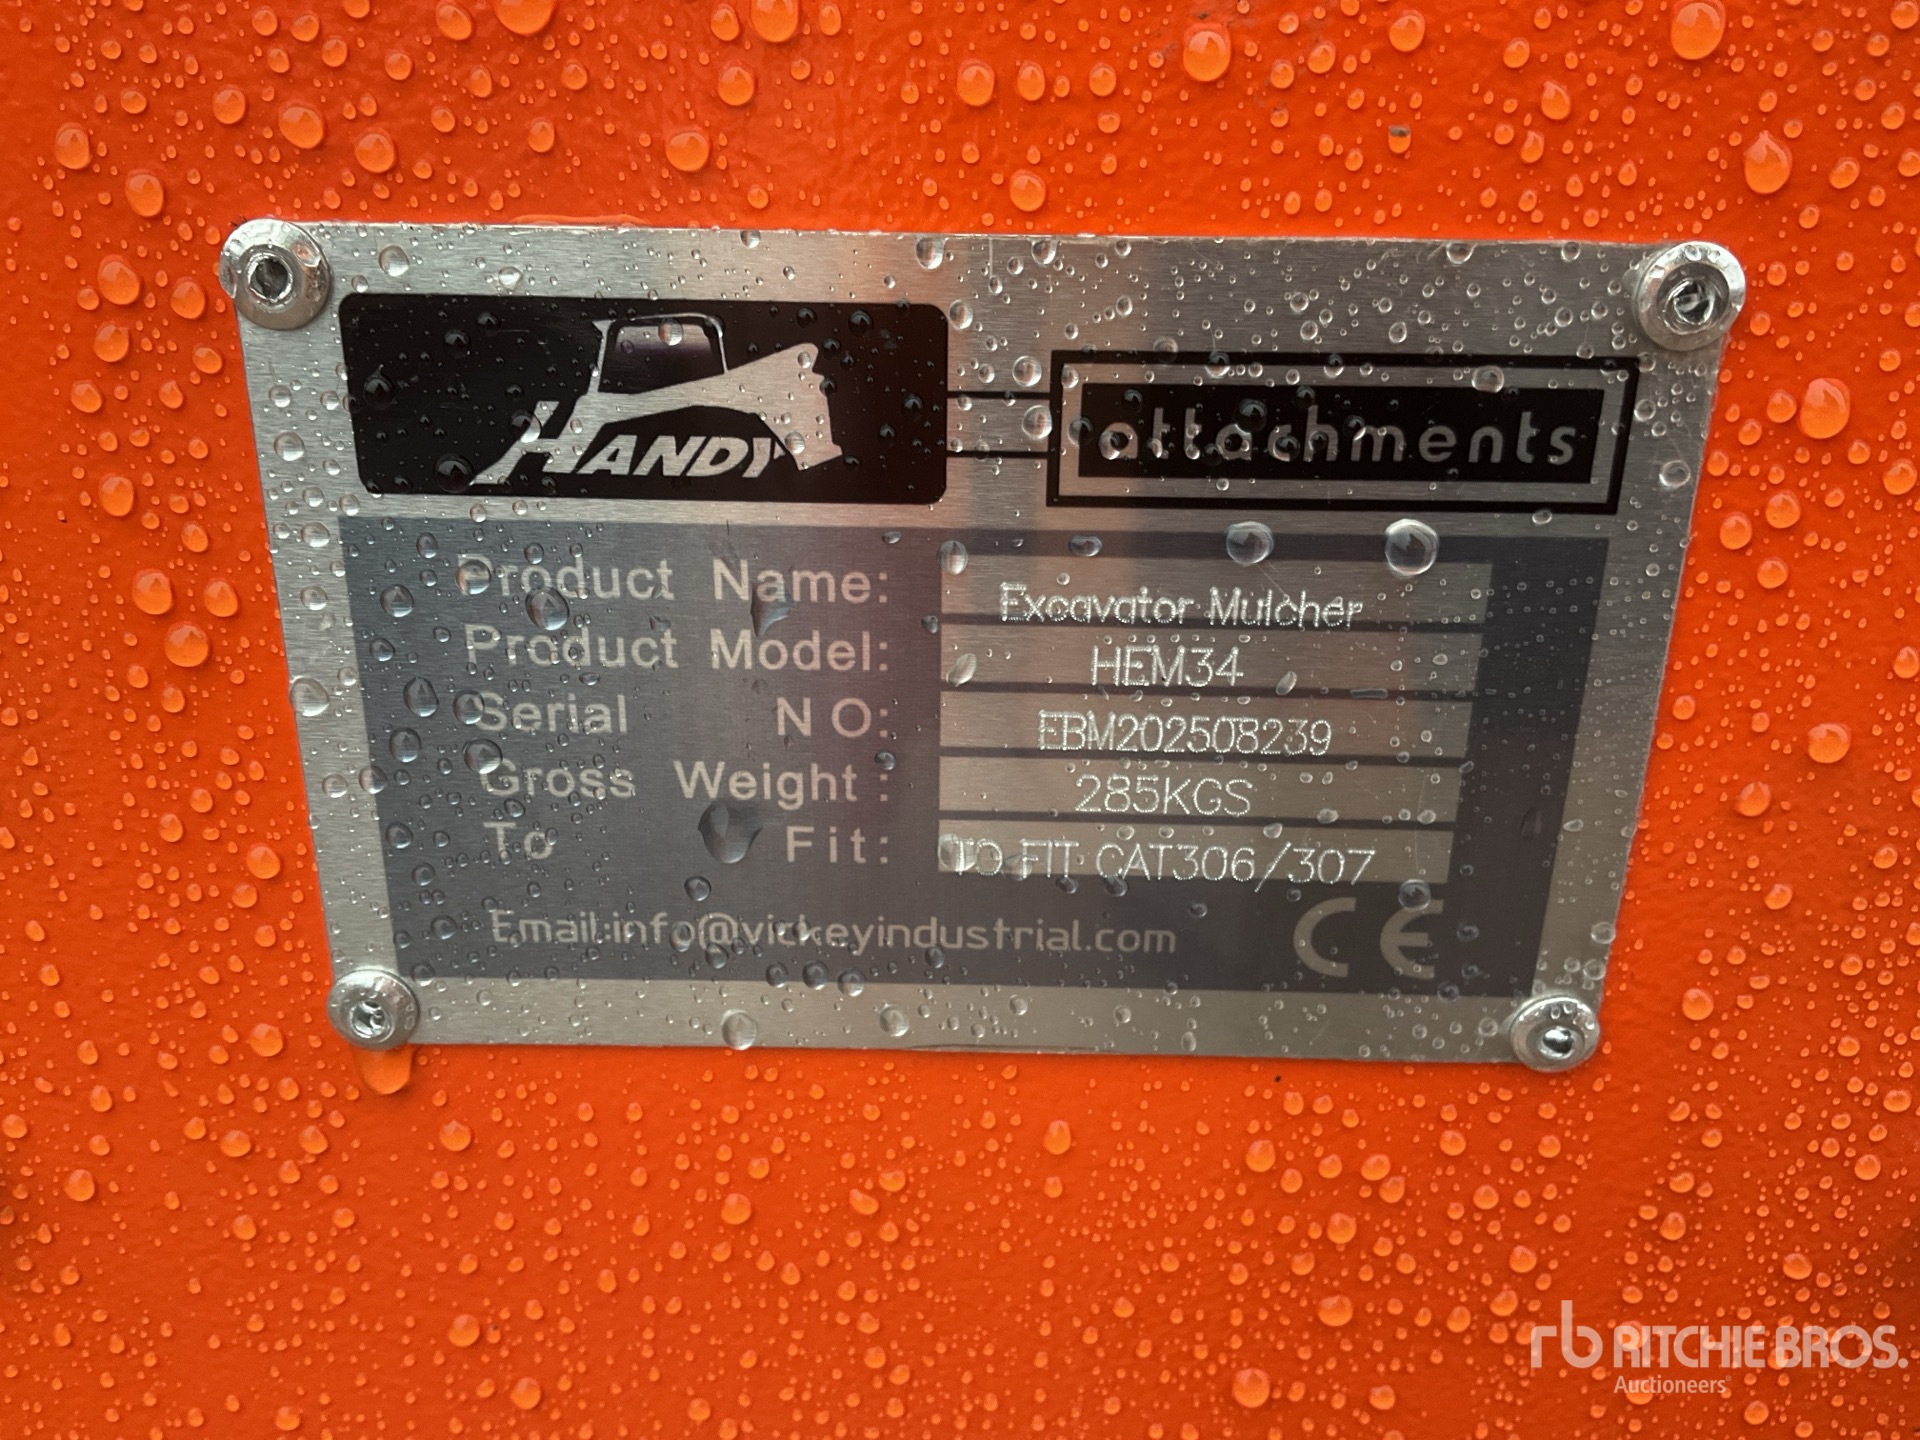 HANDY
attachments
Product Name: Excavator Mulcher
Product Model: HEM34
Serial NO: EBM202508239
Gross Weight: 285KGS
To Fit: TO FIT CAT306/307
Email:info@vickeyindustrial.com CE
rb RITCHIE BROS.
Auctioneers